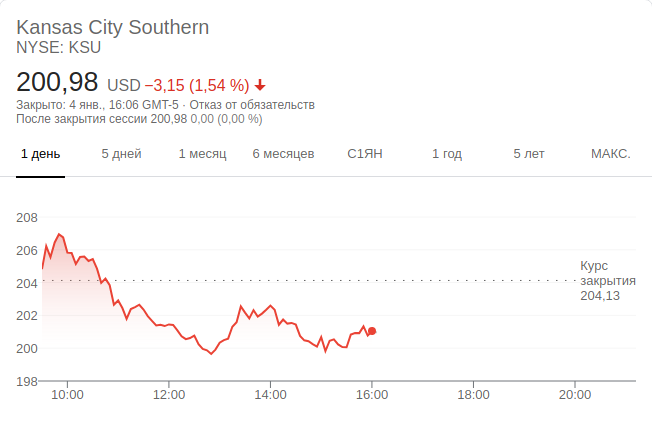 Kansas City Southern
NYSE: KSU
200,98 USD −3,15 (1,54 %)
Закрыто: 4 янв., 16:06 GMT-5 · Отказ от обязательств
После закрытия сессии 200,98 0,00 (0,00 %)
1 день 5 дней 1 месяц 6 месяцев С1ЯН 1 год 5 лет МАКС.
208
206
204
202
200
198
Курс
закрытия
204,13
10:00 12:00 14:00 16:00 18:00 20:00